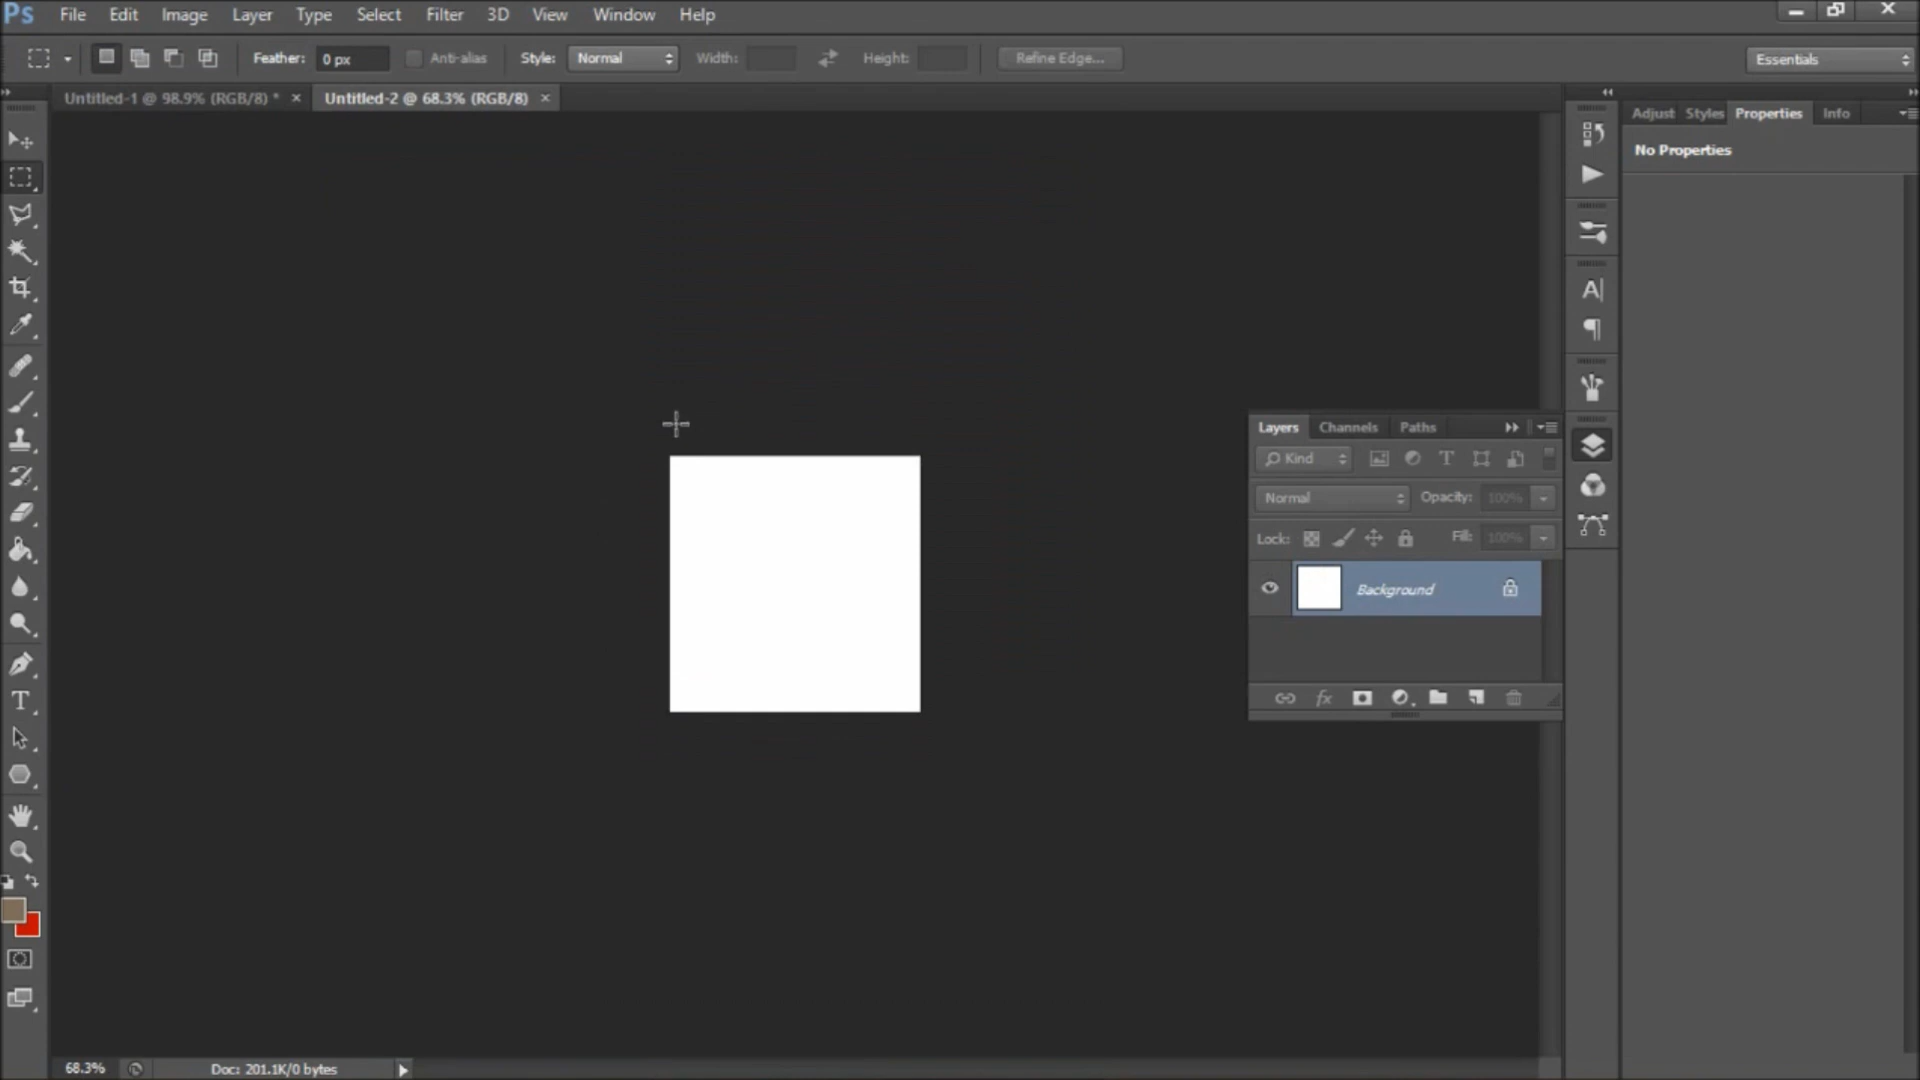 Ps File Edit Image Layer Type Select Filter 3D View Window Help
Feather: 0 px Anti-alias Style: Normal Width: Height: Refine Edge... Essentials
Untitled-1 @ 98.9% (RGB/8) * × Untitled-2 @ 68.3% (RGB/8) ×
Adjust Styles Properties Info
No Properties
Layers Channels Paths
Kind
Normal Opacity: 100%
Lock: Fill: 100%
Background
fx
68.3% Doc: 201.1K/0 bytes